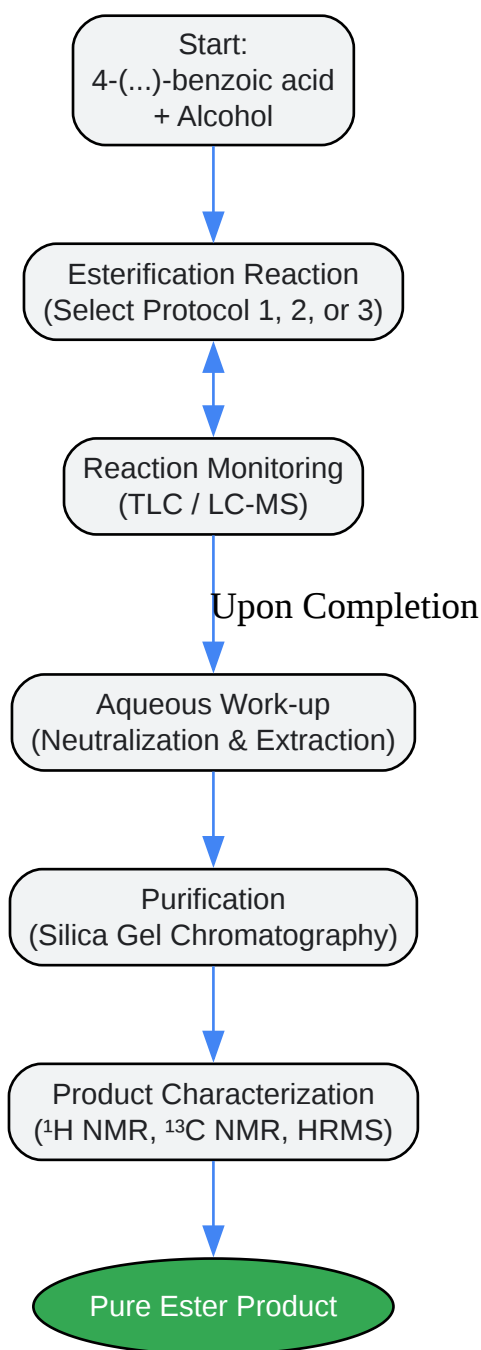 Start:
4-(...)-benzoic acid
+ Alcohol
Esterification Reaction
(Select Protocol 1, 2, or 3)
Reaction Monitoring
(TLC / LC-MS)
Upon Completion
Aqueous Work-up
(Neutralization & Extraction)
Purification
(Silica Gel Chromatography)
Product Characterization
(¹H NMR, ¹³C NMR, HRMS)
Pure Ester Product